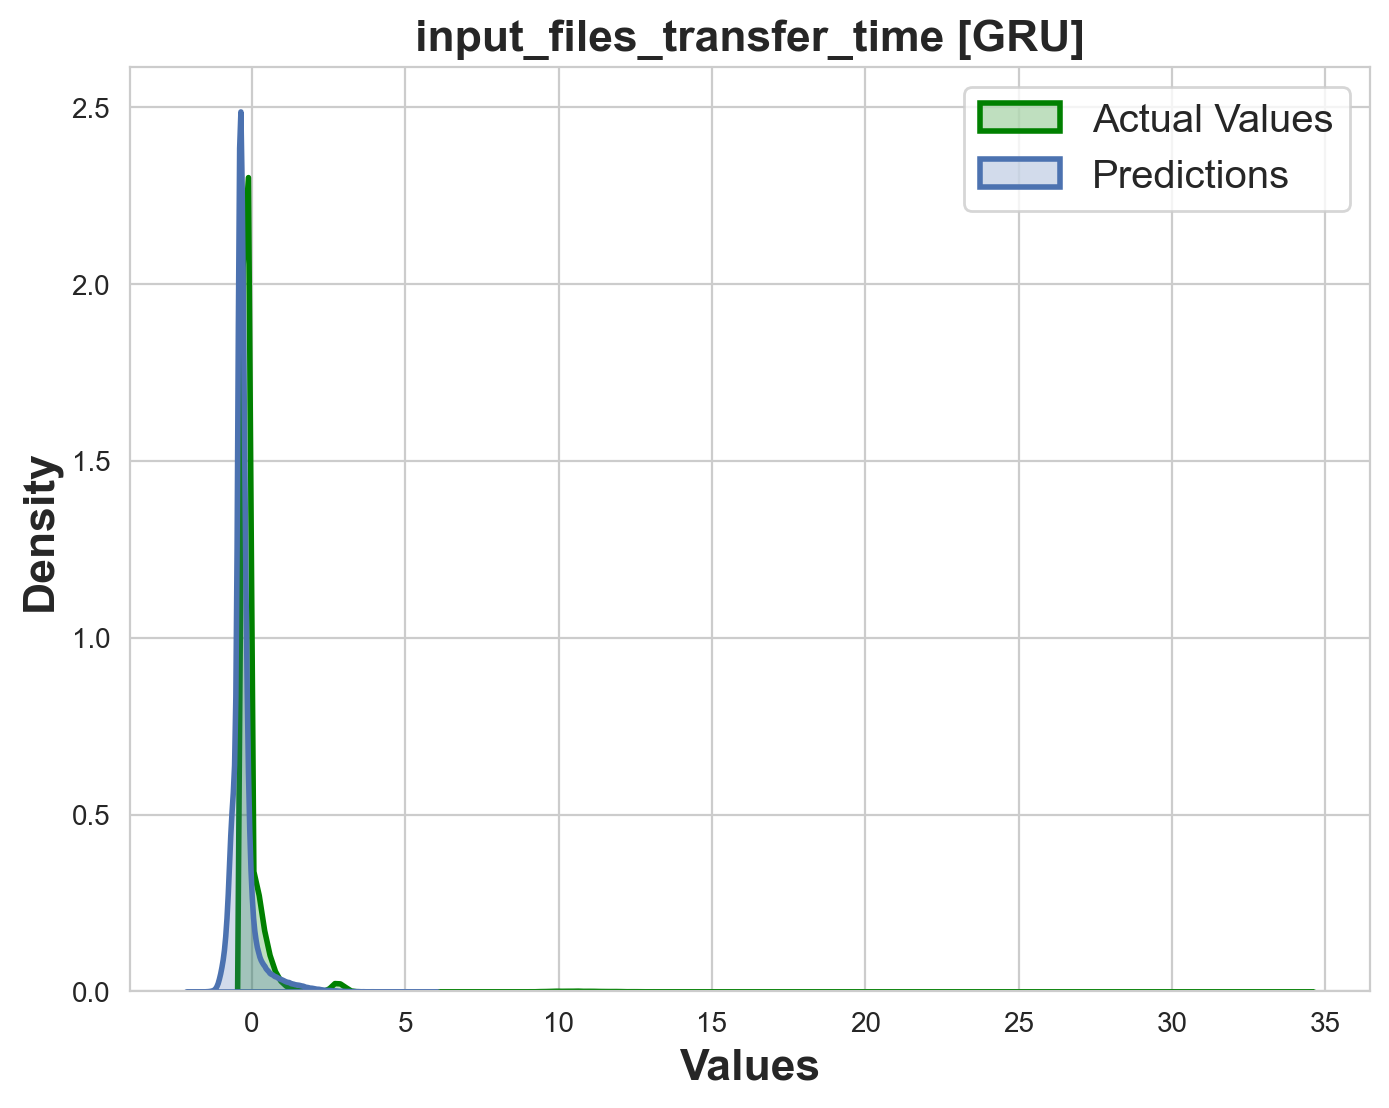 input_files_transfer_time [GRU]
Actual Values
Predictions
2.5
2.0
1.5
1.0
0.5
0.0
Density
0 5 10 15 20 25 30 35
Values